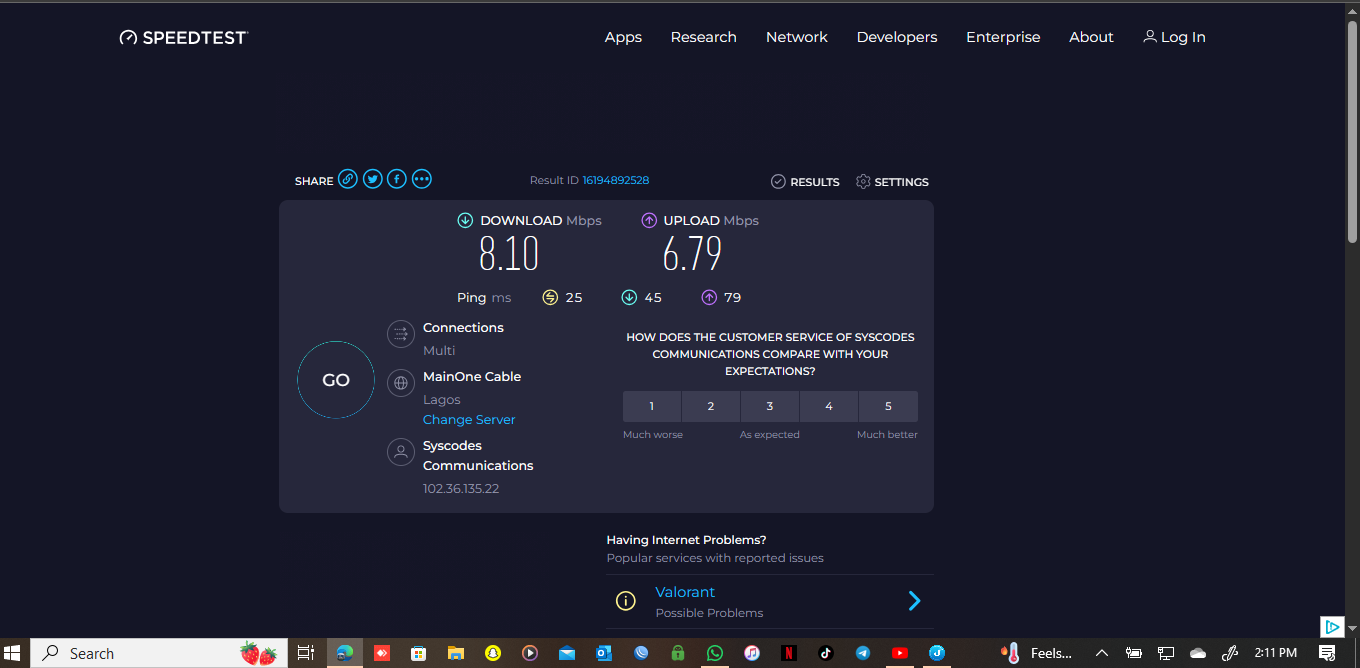 SPEEDTEST
Apps Research Network Developers Enterprise About Log In
SHARE Result ID 16194892528 RESULTS SETTINGS
DOWNLOAD Mbps UPLOAD Mbps
8.10 6.79
Ping ms 25 45 79
Connections
Multi
MainOne Cable
Lagos
Change Server
Syscodes
Communications
102.36.135.22
GO
HOW DOES THE CUSTOMER SERVICE OF SYSCODES
COMMUNICATIONS COMPARE WITH YOUR
EXPECTATIONS?
1 2 3 4 5
Much worse As expected Much better
Having Internet Problems?
Popular services with reported issues
Valorant
Possible Problems
Search Feels... 2:11 PM